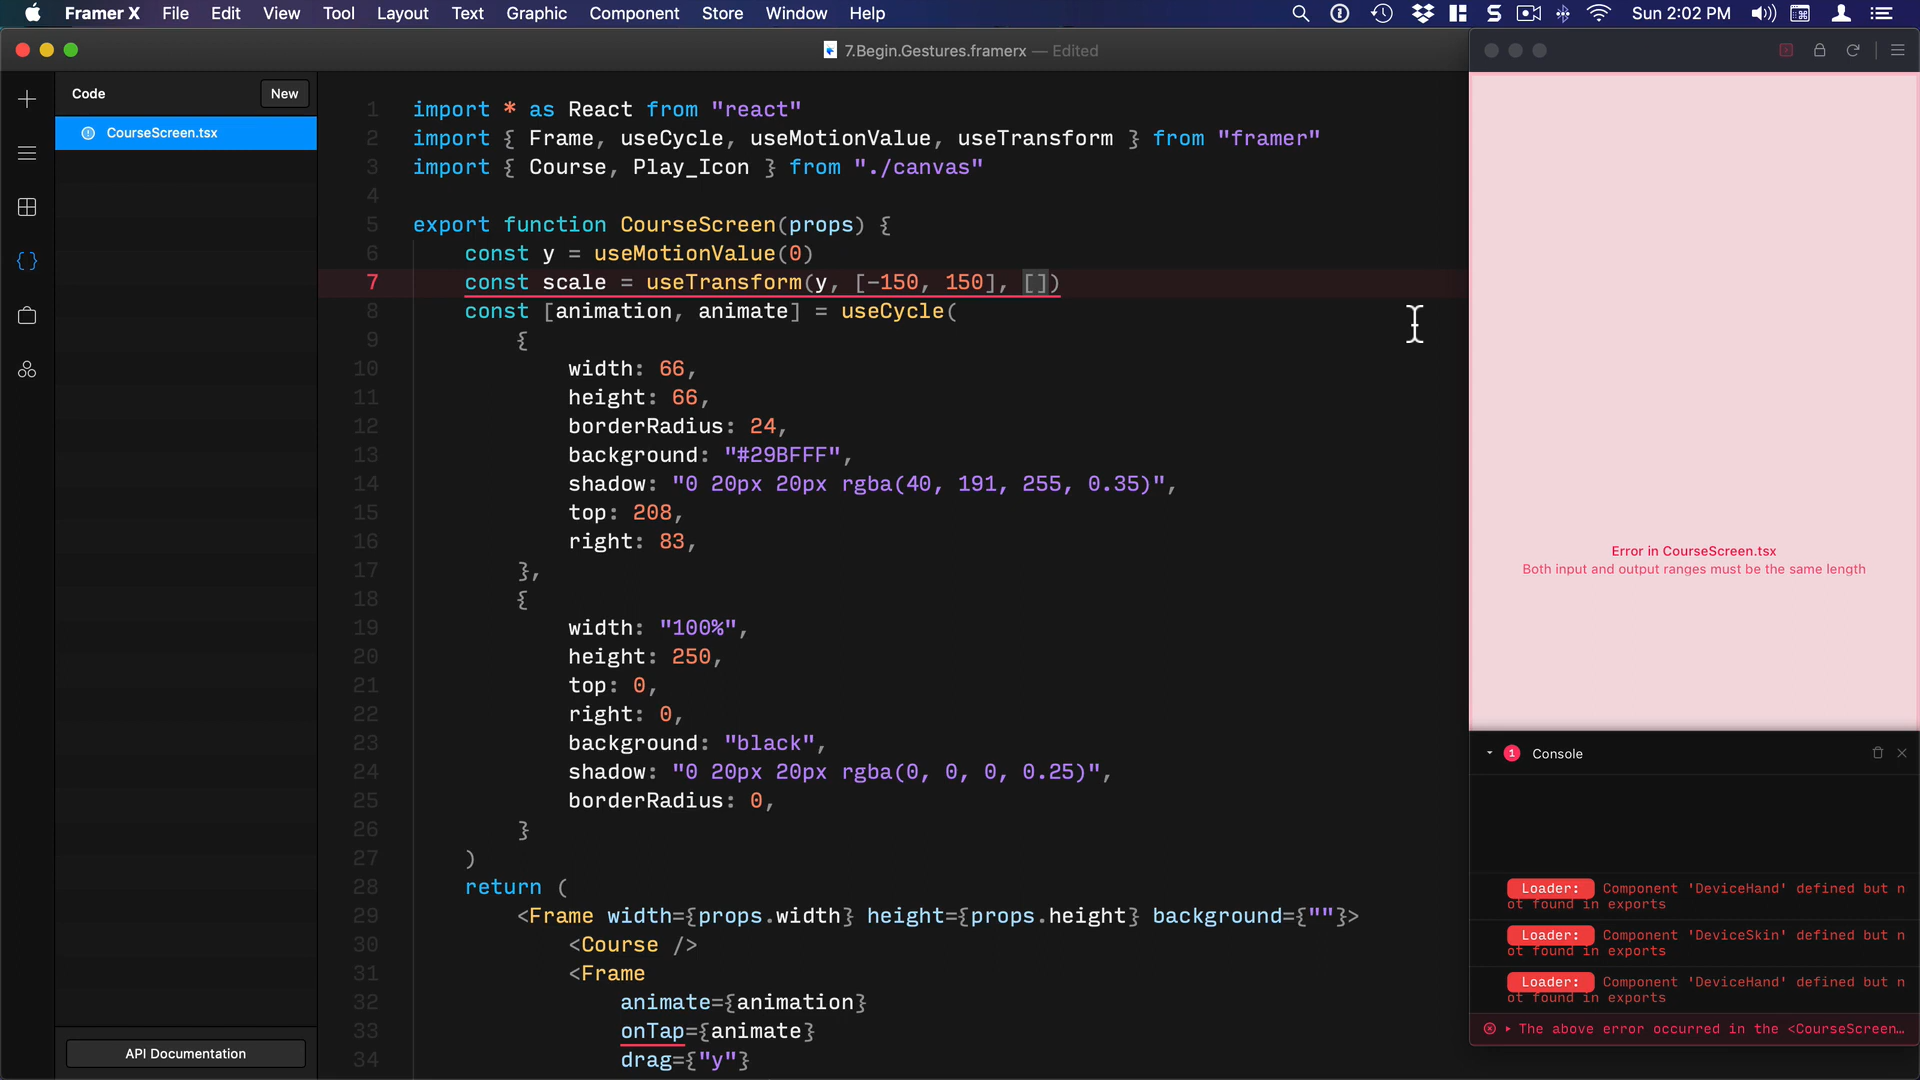 Framer X File Edit View Tool Layout Text Graphic Component Store Window Help Sun 2:02 PM
7.Begin.Gestures.framerx — Edited
Code New
CourseScreen.tsx
1 import * as React from "react"
2 import { Frame, useCycle, useMotionValue, useTransform } from "framer"
3 import { Course, Play_Icon } from "./canvas"
4
5 export function CourseScreen(props) {
6 const y = useMotionValue(0)
7 const scale = useTransform(y, [-150, 150], [])
8 const [animation, animate] = useCycle(
9 {
10 width: 66,
11 height: 66,
12 borderRadius: 24,
13 background: "#29BFFF",
14 shadow: "0 20px 20px rgba(40, 191, 255, 0.35)",
15 top: 208,
16 right: 83,
17 },
18 {
19 width: "100%",
20 height: 250,
21 top: 0,
22 right: 0,
23 background: "black",
24 shadow: "0 20px 20px rgba(0, 0, 0, 0.25)",
25 borderRadius: 0,
26 }
27 )
28 return (
29 <Frame width={props.width} height={props.height} background={""}>
30 <Course />
31 <Frame
32 animate={animation}
33 onTap={animate}
34 drag={"y"}
API Documentation
Error in CourseScreen.tsx
Both input and output ranges must be the same length
1 Console
Loader: Component 'DeviceHand' defined but n
ot found in exports
Loader: Component 'DeviceSkin' defined but n
ot found in exports
Loader: Component 'DeviceHand' defined but n
ot found in exports
The above error occurred in the <CourseScreen…